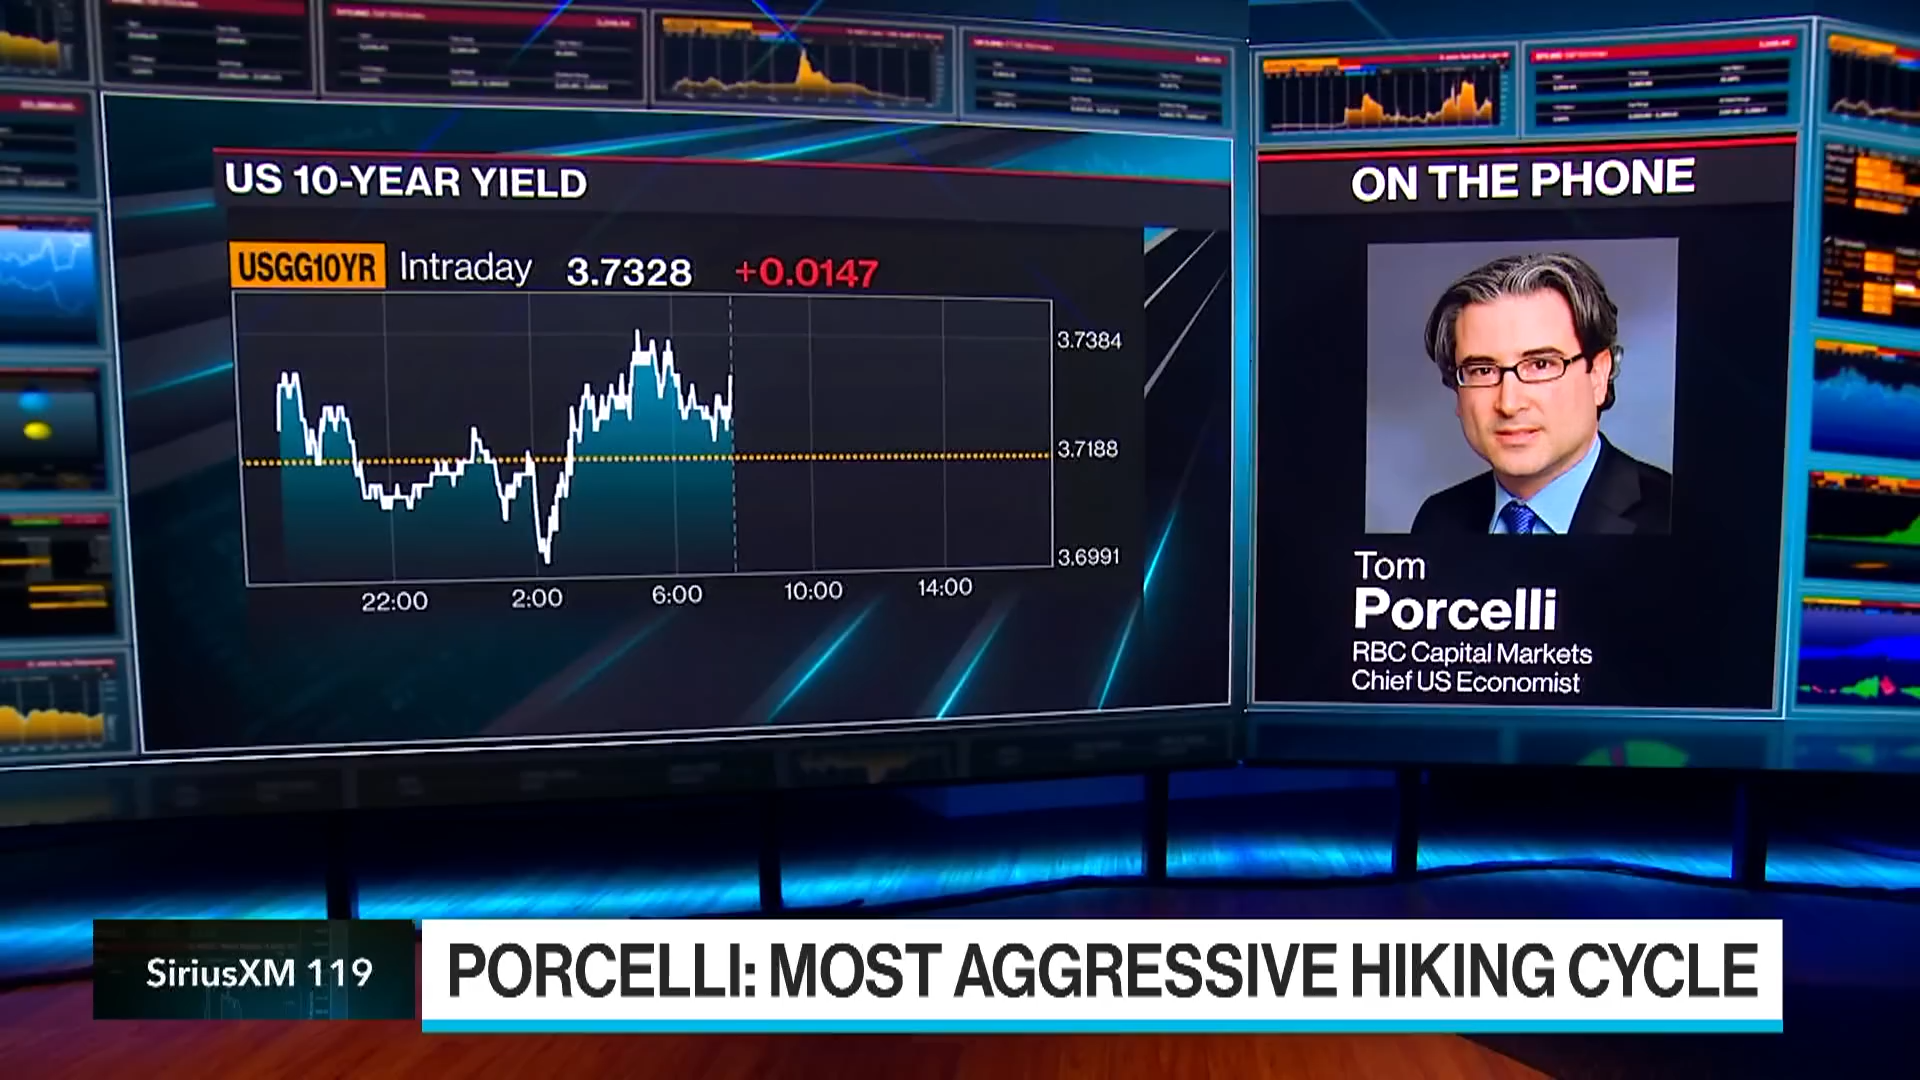 US 10-YEAR YIELD
USGG10YR Intraday 3.7328 +0.0147
3.7384
3.7188
3.6991
22:00 2:00 6:00 10:00 14:00
ON THE PHONE
Tom
Porcelli
RBC Capital Markets
Chief US Economist
SiriusXM 119
PORCELLI: MOST AGGRESSIVE HIKING CYCLE